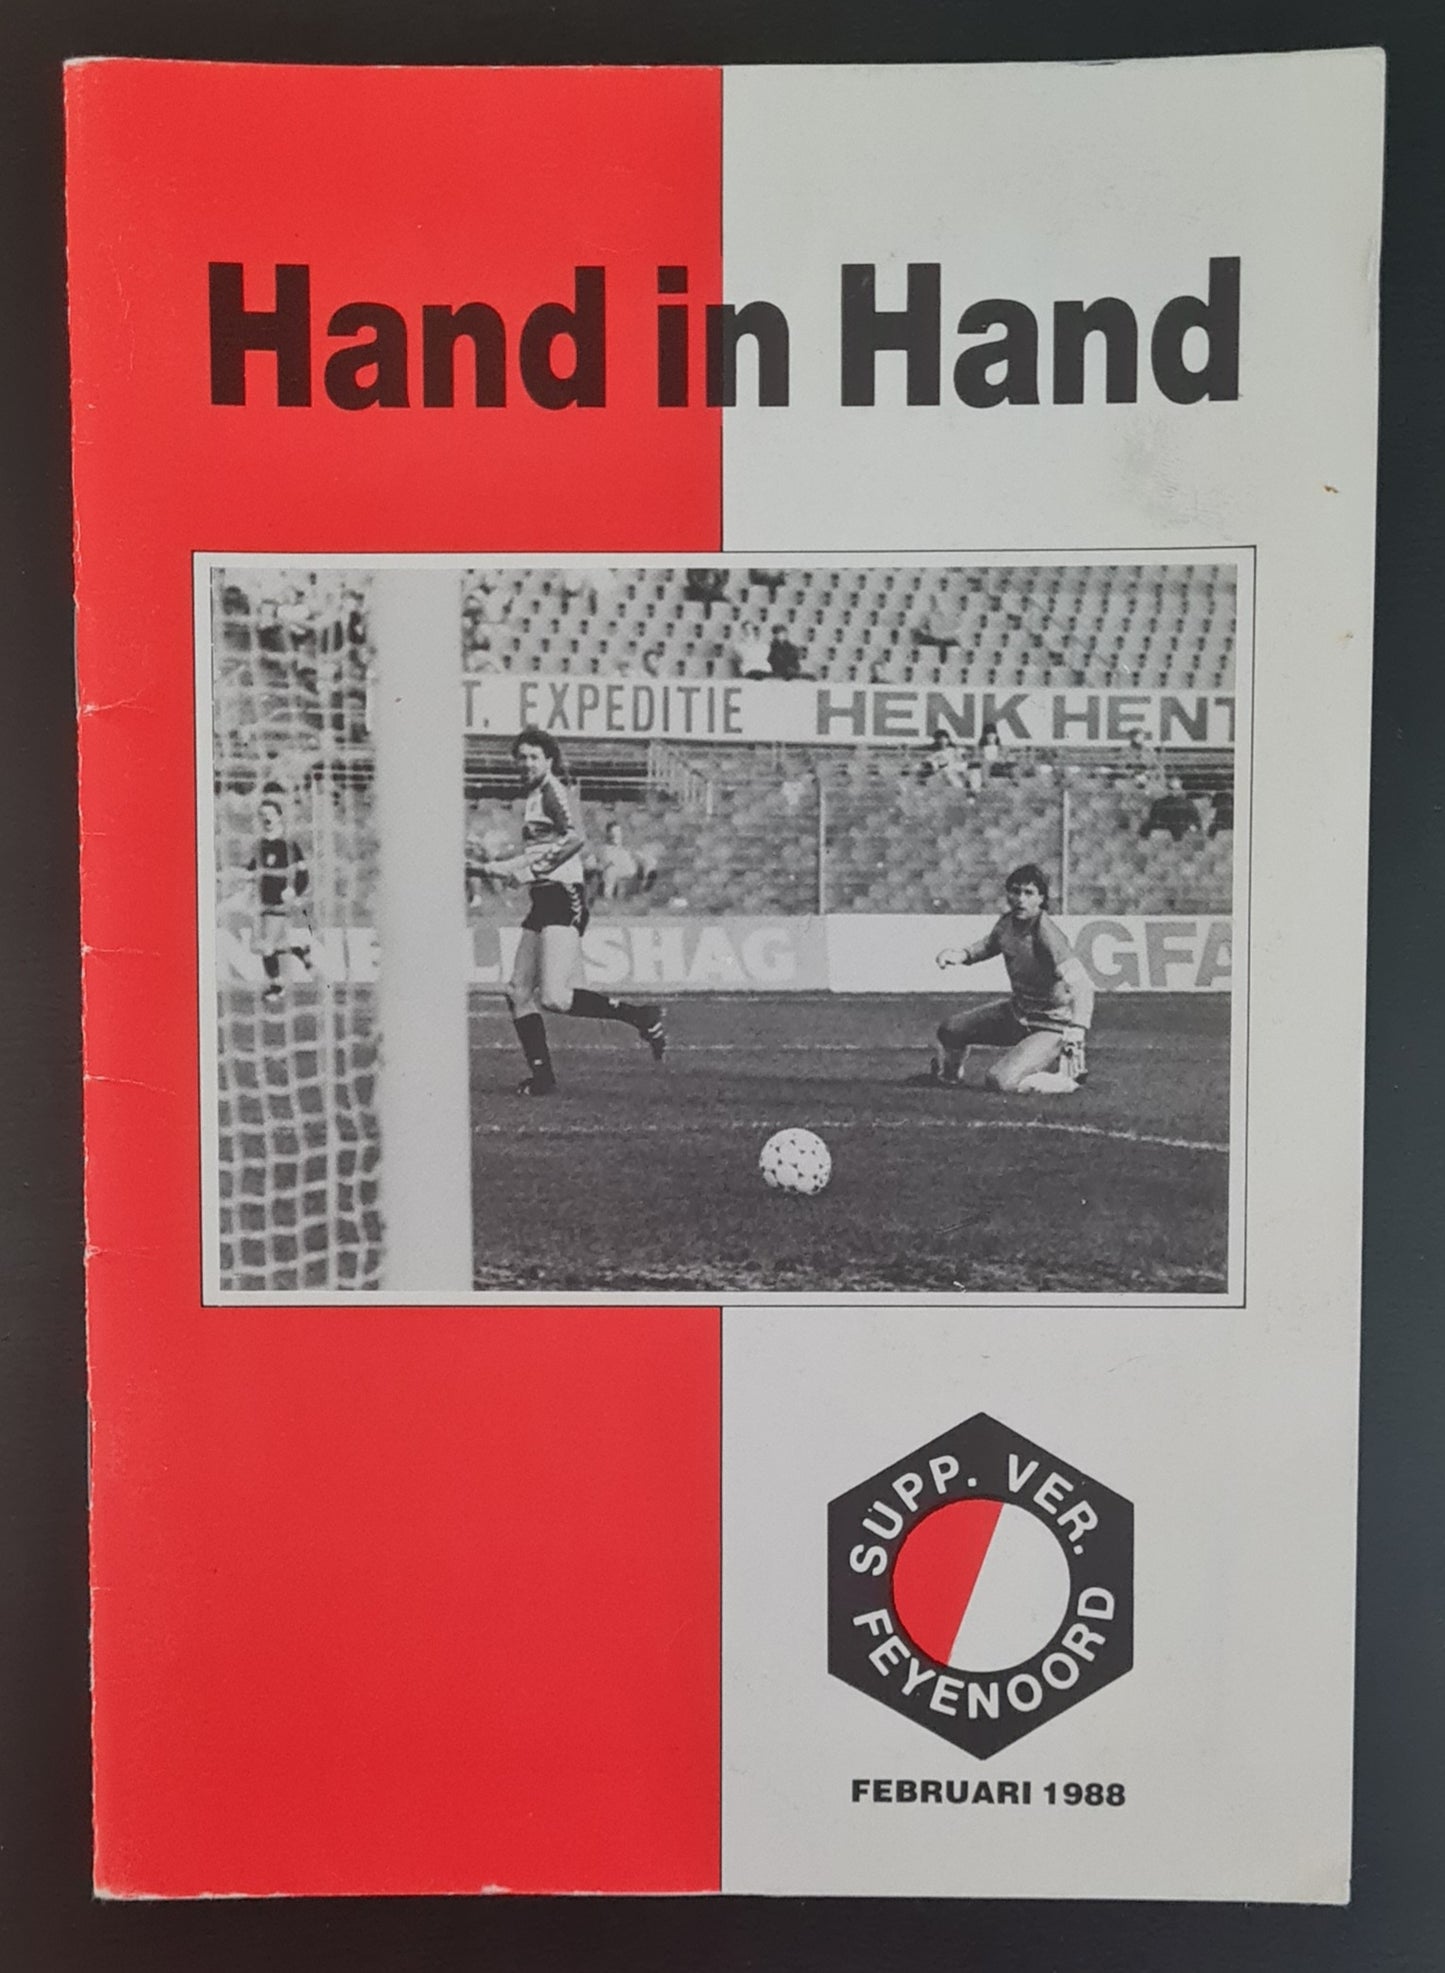 Hand in Hand
T. EXPEDITIE
HENK HENT
SHAG
GFA
SUPP. VER.
FEYENOORD
FEBRUARI 1988